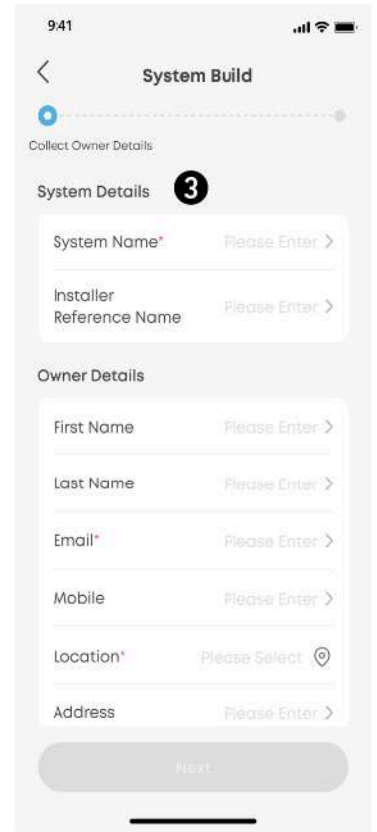 9:41
System Build
Collect Owner Details
System Details 3
System Name* Please Enter
Installer
Reference Name Please Enter
Owner Details
First Name Please Enter
Last Name Please Enter
Email* Please Enter
Mobile Please Enter
Location* Please Select
Address Please Enter
Next